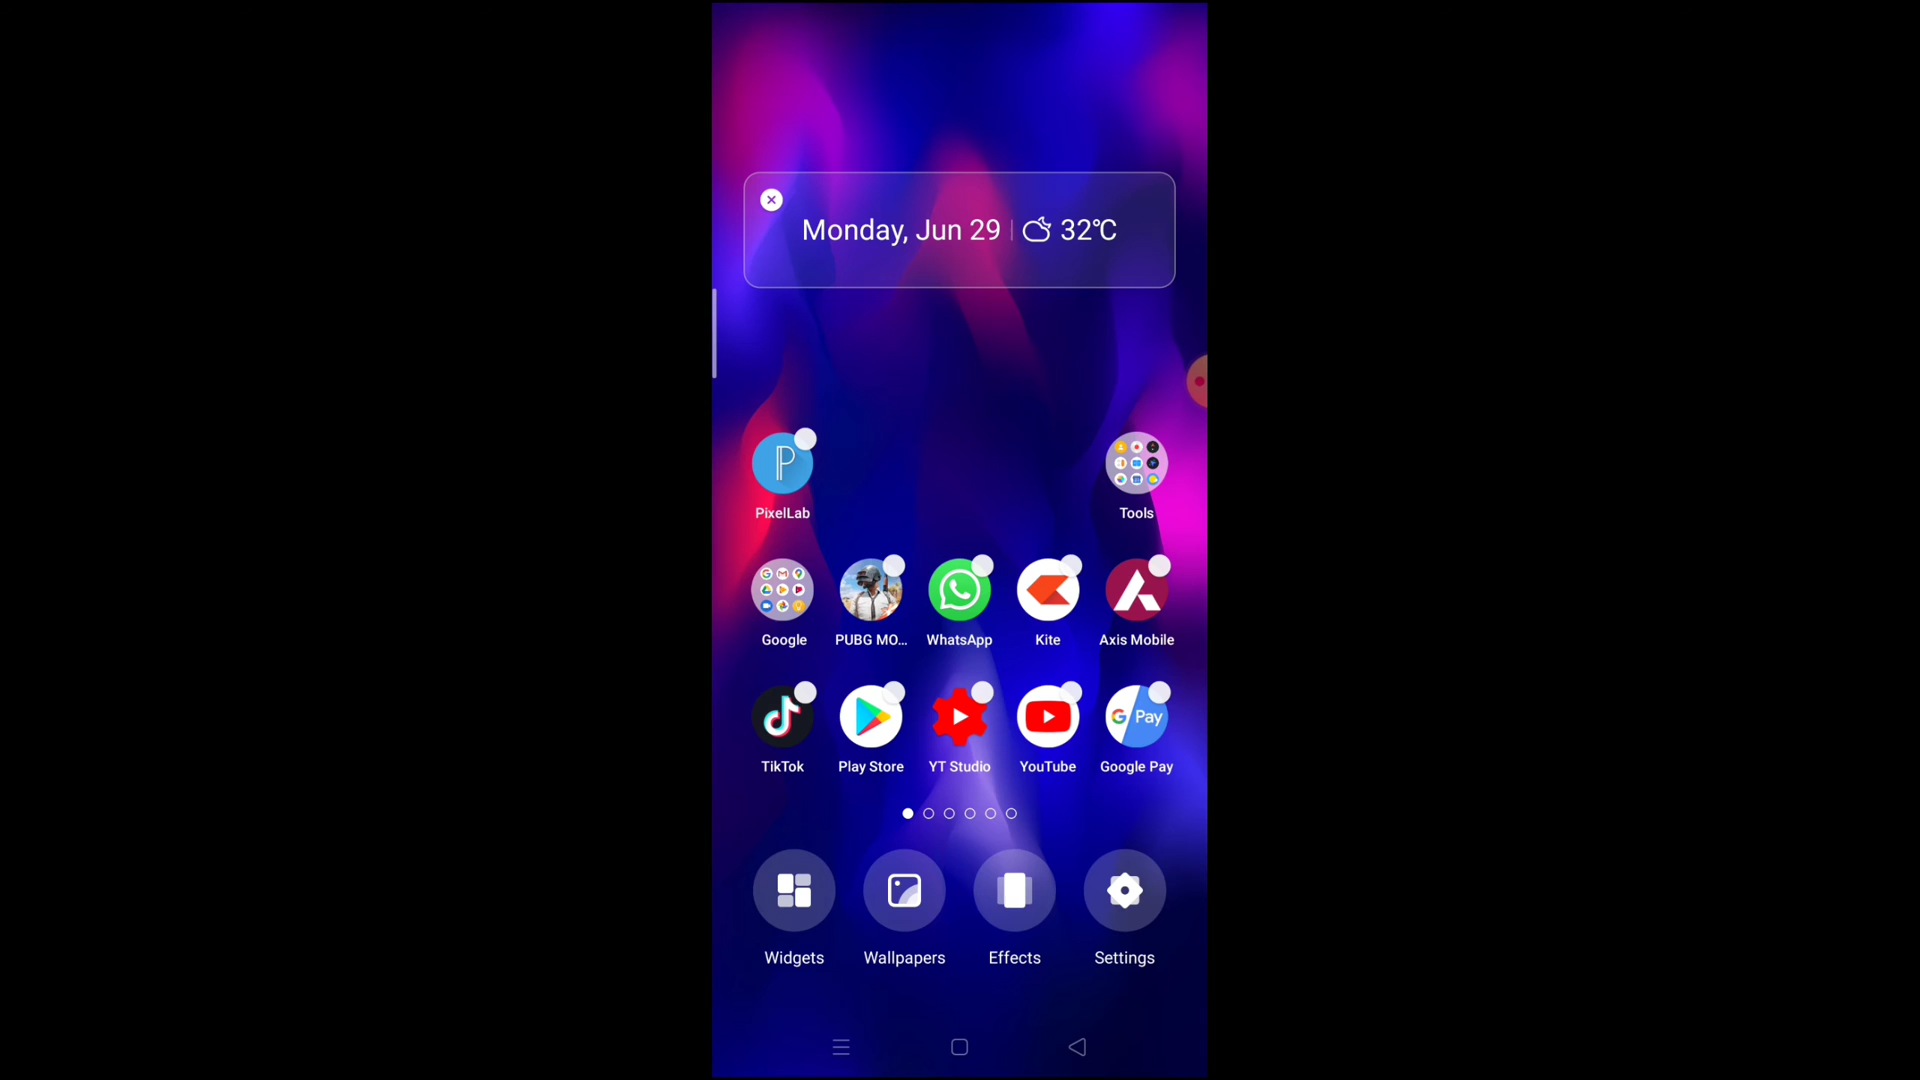 Monday, Jun 29 | 32°C
PixelLab
Tools
Google
PUBG MO...
WhatsApp
Kite
Axis Mobile
G Pay
TikTok
Play Store
YT Studio
YouTube
Google Pay
Widgets
Wallpapers
Effects
Settings